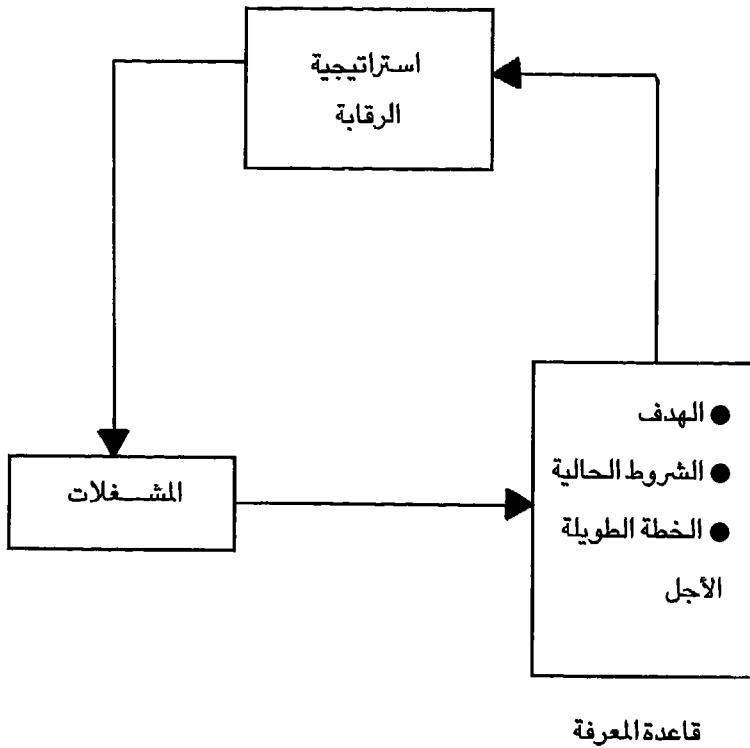 استراتيجية
الرقابة
المشغلات
● الهدف
● الشروط الحالية
● الخطة الطويلة
الأجل
قاعدة المعرفة